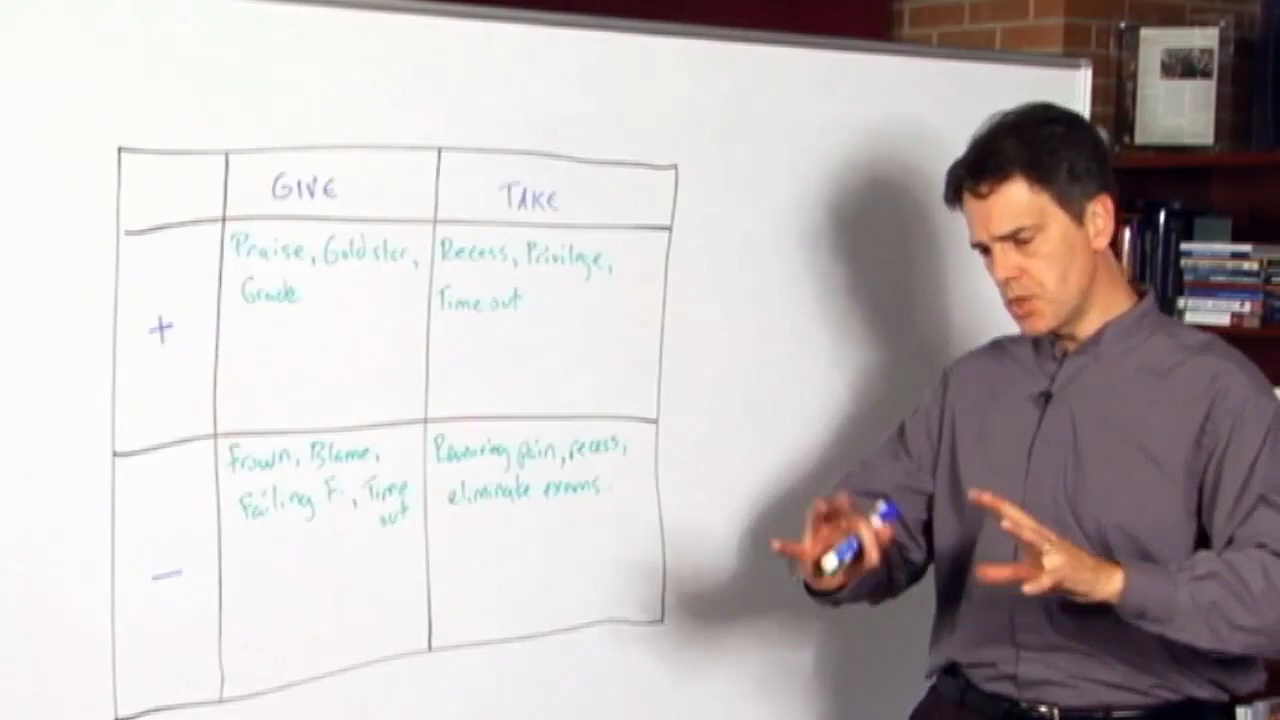 GIVE
TAKE
+
Praise, Gold star,
Grade
Recess, Privilege,
Time out
-
Frown, Blame,
Failing F., Time
out
Removing pain, recess,
eliminate exams.